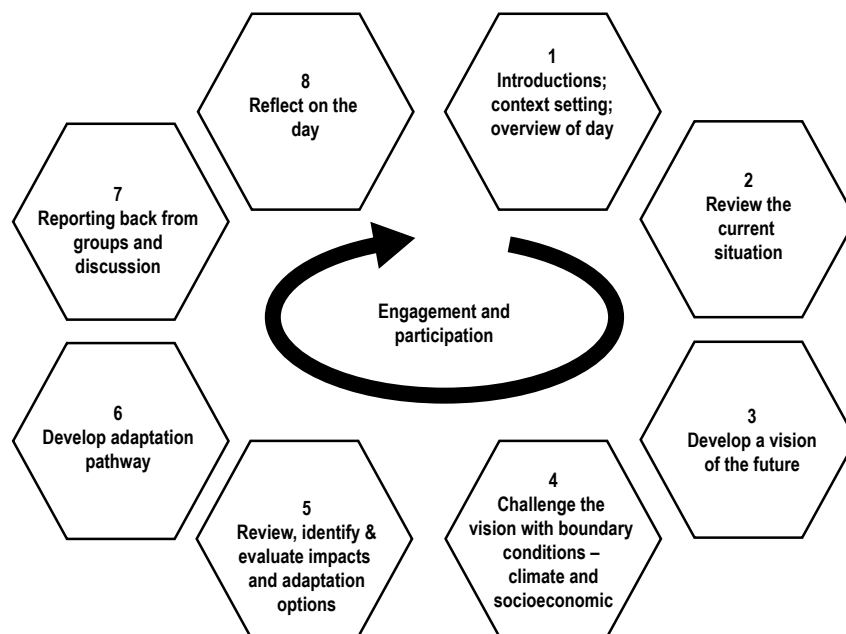 1
Introductions;
context setting;
overview of day
2
Review the
current
situation
3
Develop a vision
of the future
4
Challenge the
vision with boundary
conditions –
climate and
socioeconomic
5
Review, identify &
evaluate impacts
and adaptation
options
6
Develop adaptation
pathway
7
Reporting back from
groups and
discussion
8
Reflect on the
day
Engagement and
participation